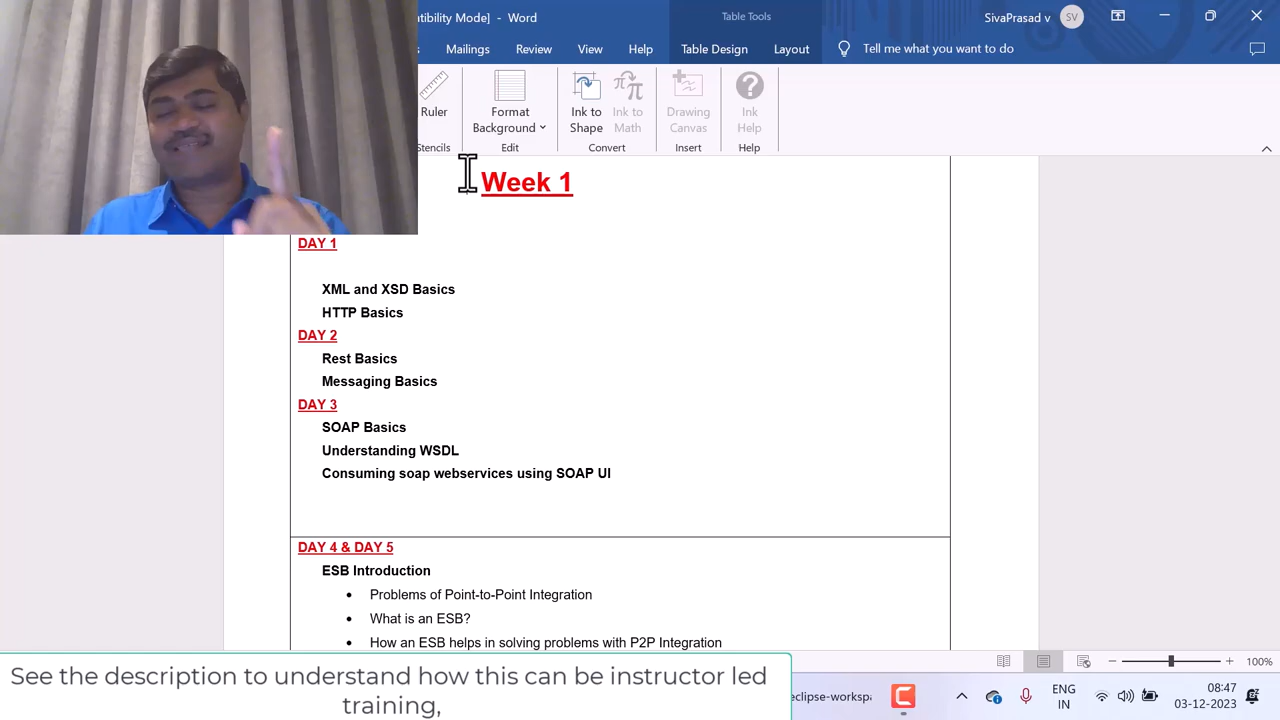 atibility Mode] - Word
Table Tools
SivaPrasad v
SV
Mailings
Review
View
Help
Table Design
Layout
Tell me what you want to do
Ruler
Format
Background
Ink to
Shape
Ink to
Math
Drawing
Canvas
Ink
Help
Stencils
Edit
Convert
Insert
Help
Week 1
DAY 1
XML and XSD Basics
HTTP Basics
DAY 2
Rest Basics
Messaging Basics
DAY 3
SOAP Basics
Understanding WSDL
Consuming soap webservices using SOAP UI
DAY 4 & DAY 5
ESB Introduction
• Problems of Point-to-Point Integration
• What is an ESB?
• How an ESB helps in solving problems with P2P Integration
100%
See the description to understand how this can be instructor led
training,
eclipse-workspa
ENG
IN
08:47
03-12-2023